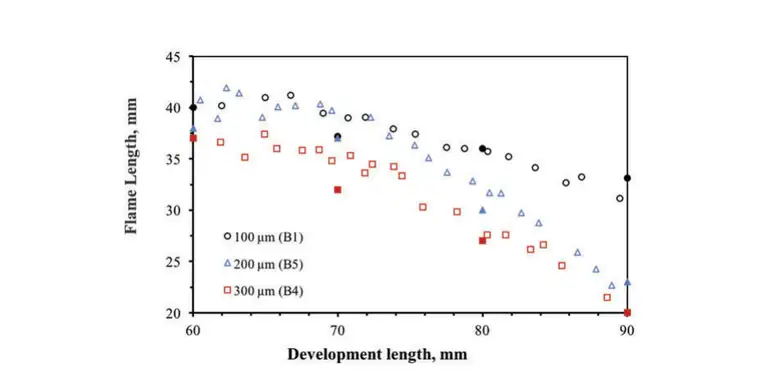 45
40
35
30
25
20
Flame Length, mm
100 µm (B1)
200 µm (B5)
300 µm (B4)
60 70 80 90
Development length, mm